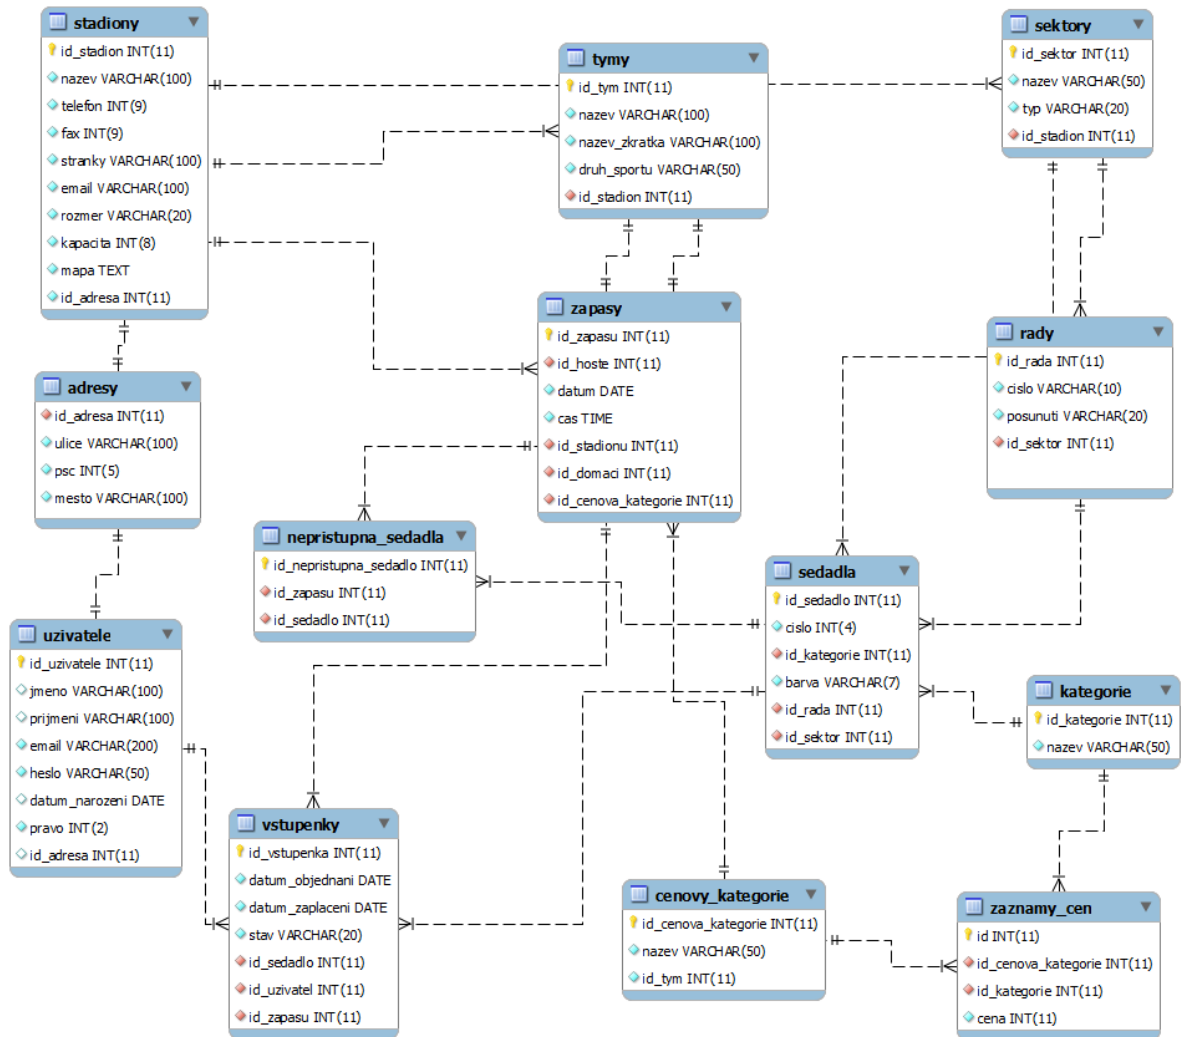 stadiony
id_stadion INT(11)
nazev VARCHAR(100)
telefon INT(9)
fax INT(9)
stranky VARCHAR(100)
email VARCHAR(100)
rozmer VARCHAR(20)
kapacita INT(8)
mapa TEXT
id_adresa INT(11)
tymy
id_tym INT(11)
nazev VARCHAR(100)
nazev_zkratka VARCHAR(100)
druh_sportu VARCHAR(50)
id_stadion INT(11)
sektory
id_sektor INT(11)
nazev VARCHAR(50)
typ VARCHAR(20)
id_stadion INT(11)
zapasy
id_zapasu INT(11)
id_hoste INT(11)
datum DATE
cas TIME
id_stadionu INT(11)
id_domaci INT(11)
id_cenova_kategorie INT(11)
rady
id_rada INT(11)
cislo VARCHAR(10)
posunuti VARCHAR(20)
id_sektor INT(11)
adresy
id_adresa INT(11)
ulice VARCHAR(100)
psc INT(5)
mesto VARCHAR(100)
nepristupna_sedadla
id_nepristupna_sedadlo INT(11)
id_zapasu INT(11)
id_sedadlo INT(11)
sedadla
id_sedadlo INT(11)
cislo INT(4)
id_kategorie INT(11)
barva VARCHAR(7)
id_rada INT(11)
id_sektor INT(11)
uzivatele
id_uzivatele INT(11)
jmeno VARCHAR(100)
prijmeni VARCHAR(100)
email VARCHAR(200)
heslo VARCHAR(50)
datum_narozeni DATE
pravo INT(2)
id_adresa INT(11)
kategorie
id_kategorie INT(11)
nazev VARCHAR(50)
vstupenky
id_vstupenka INT(11)
datum_objednani DATE
datum_zaplaceni DATE
stav VARCHAR(20)
id_sedadlo INT(11)
id_uzivatel INT(11)
id_zapasu INT(11)
cenovy_kategorie
id_cenova_kategorie INT(11)
nazev VARCHAR(50)
id_tym INT(11)
zaznamy_cen
id INT(11)
id_cenova_kategorie INT(11)
id_kategorie INT(11)
cena INT(11)